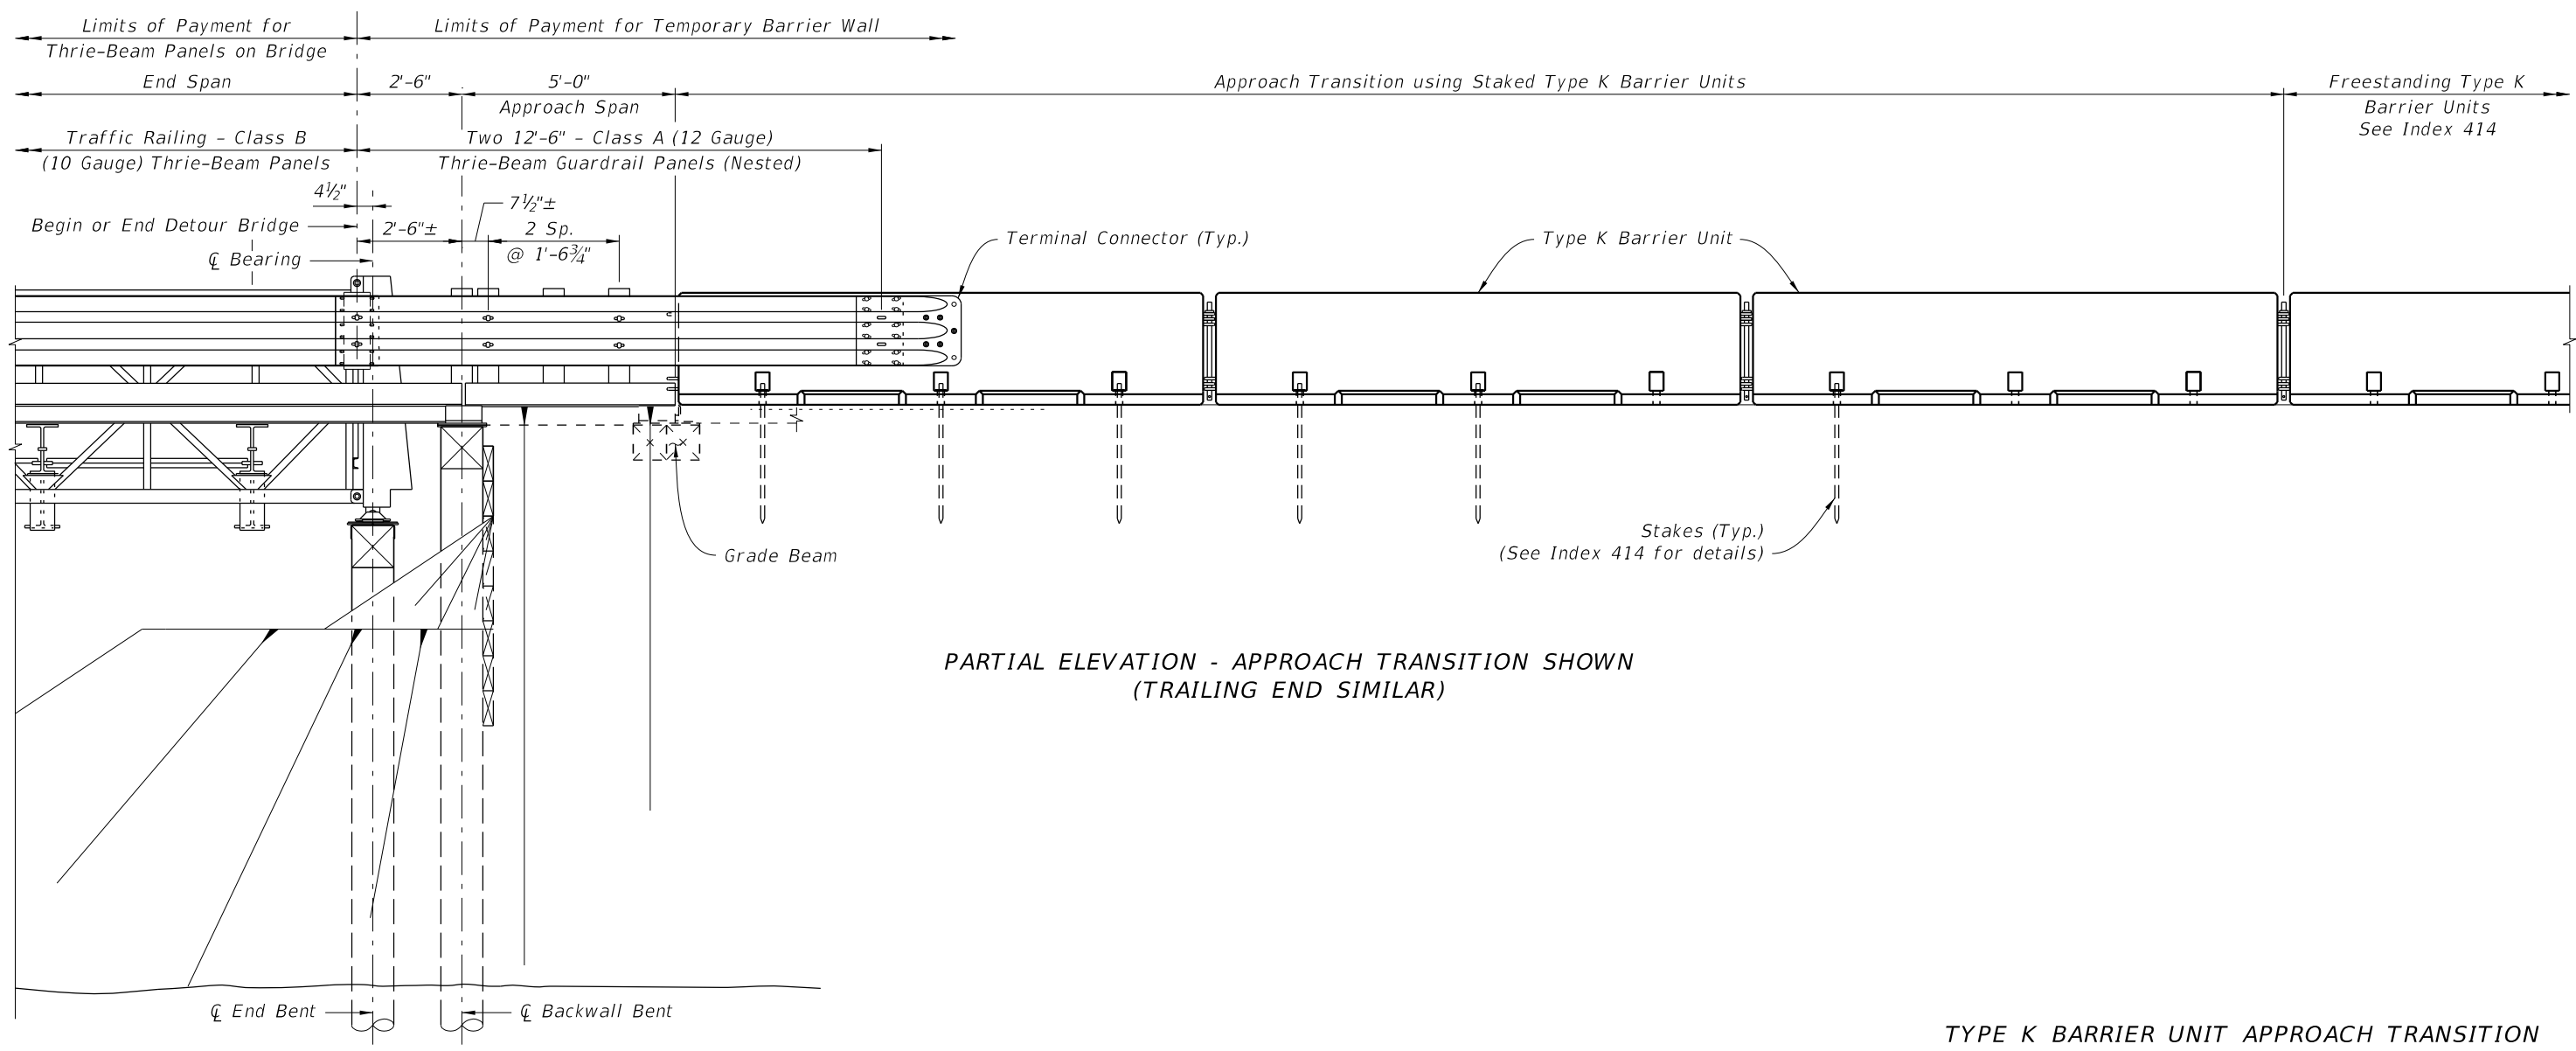 Limits of Payment for
Thrie-Beam Panels on Bridge
Limits of Payment for Temporary Barrier Wall
End Span
2'-6"
5'-0"
Approach Span
Approach Transition using Staked Type K Barrier Units
Freestanding Type K
Barrier Units
See Index 414
Traffic Railing - Class B
(10 Gauge) Thrie-Beam Panels
Two 12'-6" - Class A (12 Gauge)
Thrie-Beam Guardrail Panels (Nested)
4½"
7½"±
Begin or End Detour Bridge
2'-6"±
2 Sp.
@ 1'-6¾"
℄ Bearing
Terminal Connector (Typ.)
Type K Barrier Unit
Grade Beam
Stakes (Typ.)
(See Index 414 for details)
PARTIAL ELEVATION - APPROACH TRANSITION SHOWN
(TRAILING END SIMILAR)
℄ End Bent
℄ Backwall Bent
TYPE K BARRIER UNIT APPROACH TRANSITION